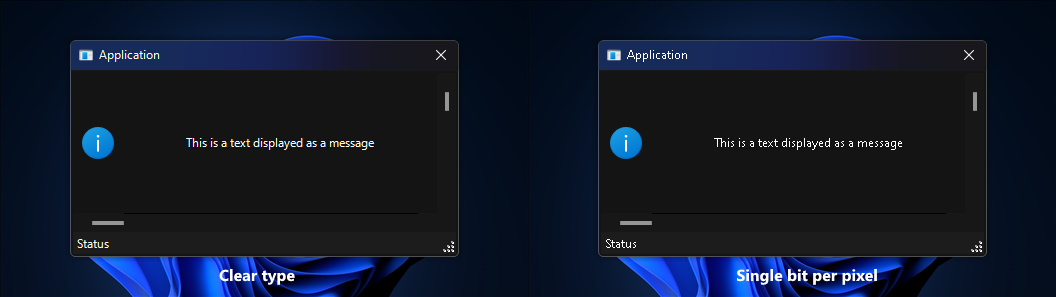 Application
This is a text displayed as a message
Status
Clear type
Application
This is a text displayed as a message
Status
Single bit per pixel